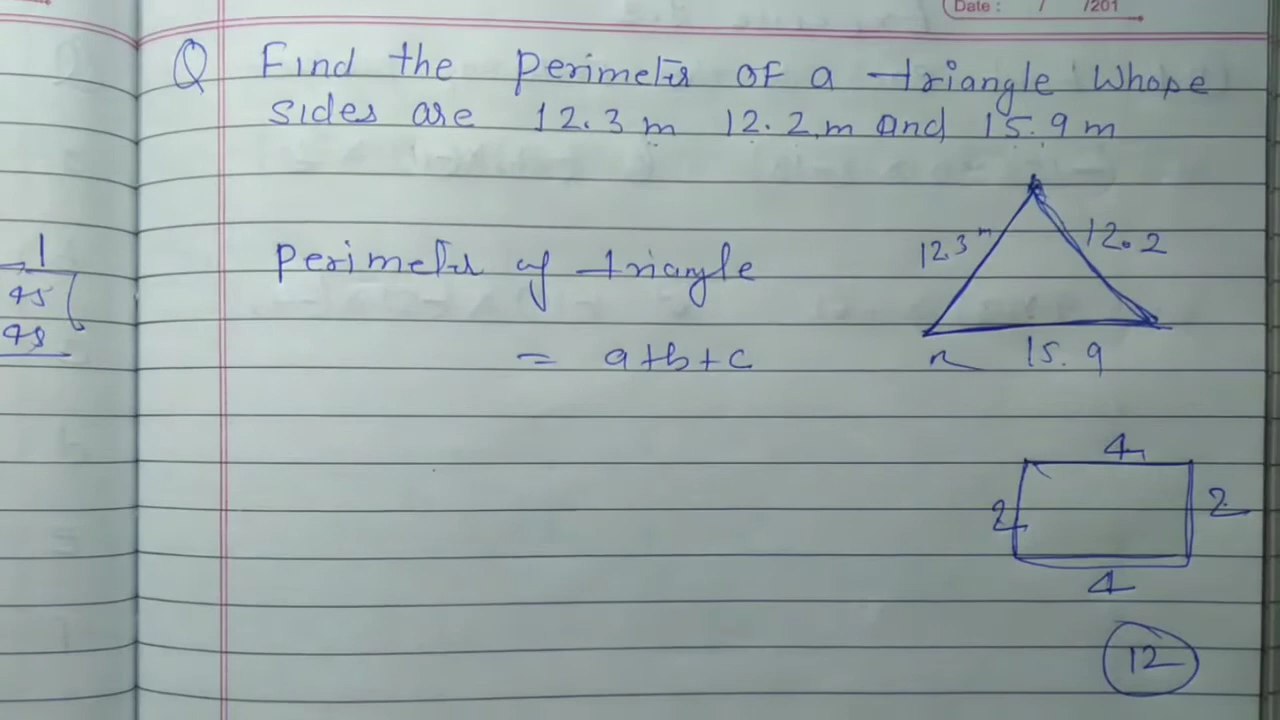 Date : / /201
Q Find the perimeter of a triangle whose
sides are 12.3 m 12.2 m and 15.9 m
1
45
48
perimeter of triangle
= a+b+c
12.3 m
12.2
15.9
4
2
2
4
12